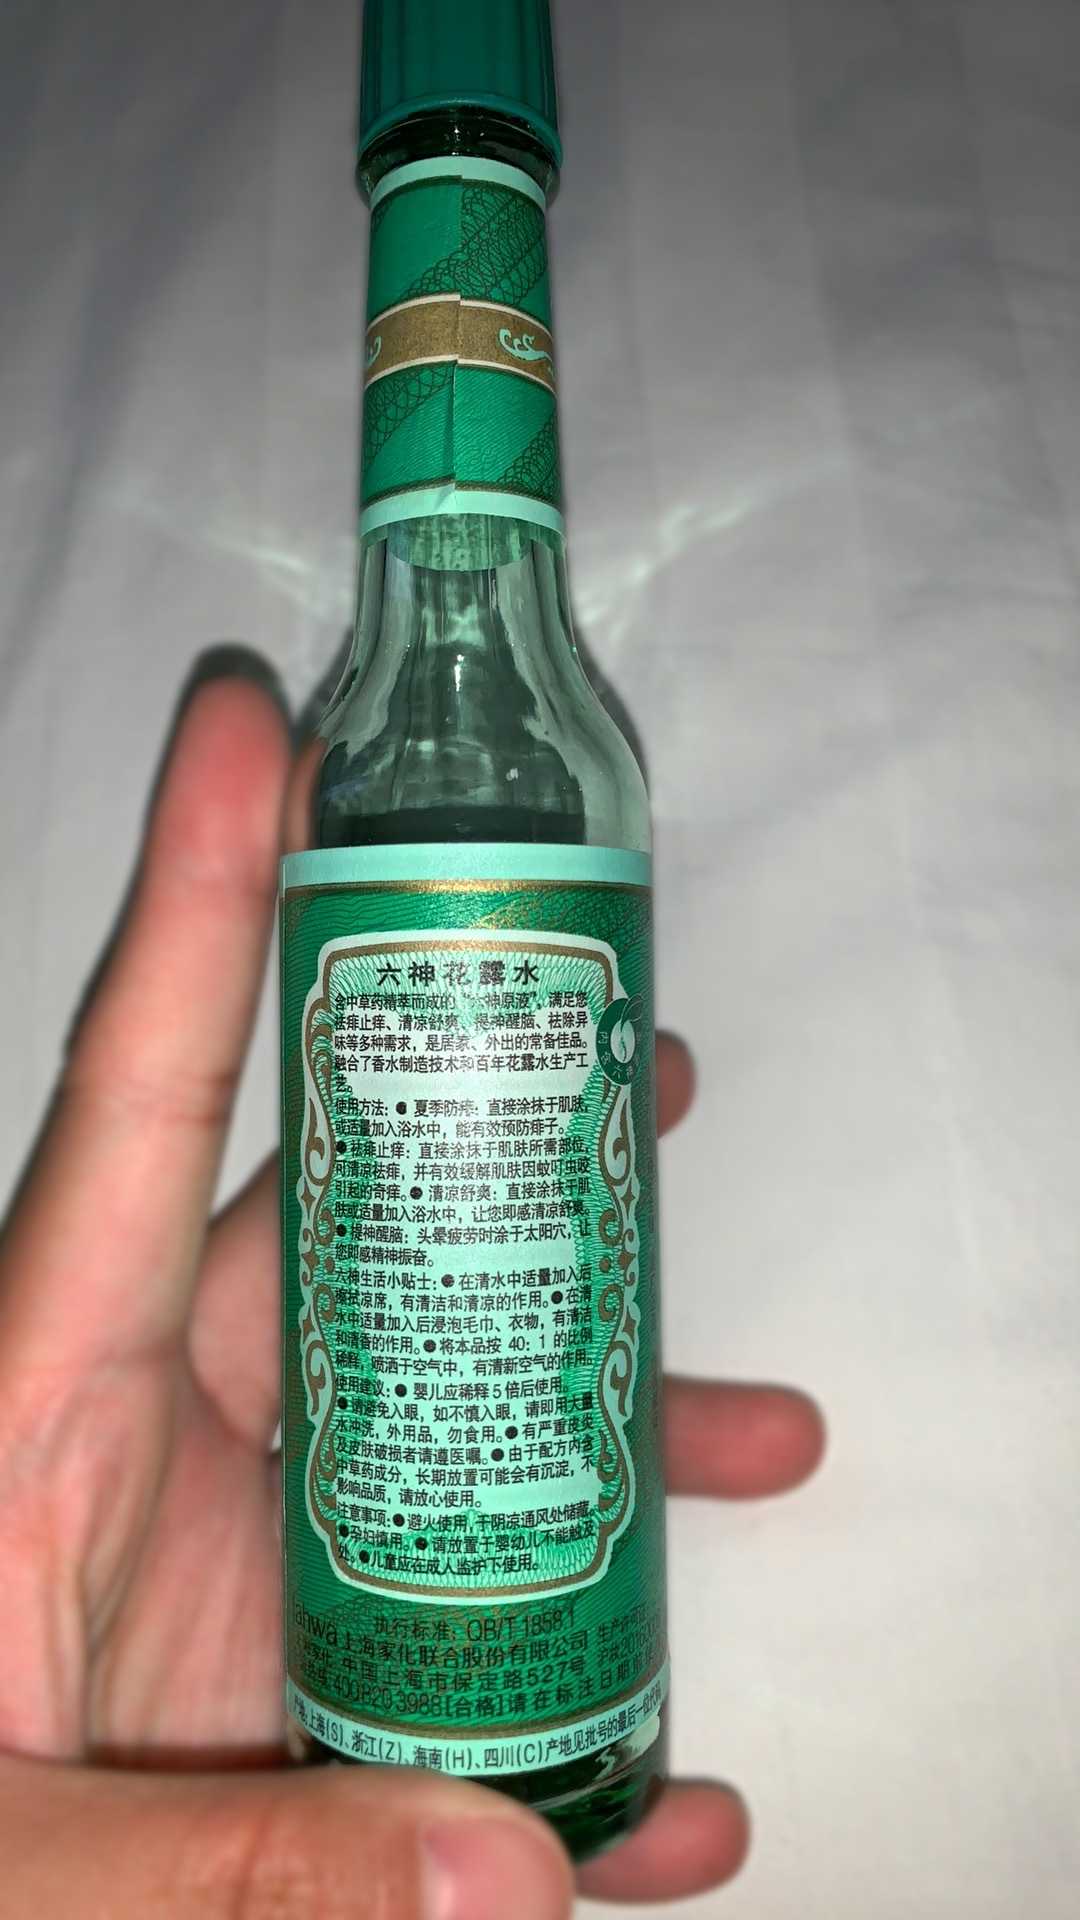 六神花露水
含中草药精萃而成的“六神原液”，满足您
祛痱止痒、清凉舒爽、提神醒脑、祛除异
味等多种需求，是居家、外出的常备佳品。
融合了香水制造技术和百年花露水生产工
艺。
使用方法：● 夏季防痱：直接涂抹于肌肤，
或适量加入浴水中，能有效预防痱子。
●祛痱止痒：直接涂抹于肌肤所需部位，
可清凉祛痱，并有效缓解肌肤因蚊叮虫咬
引起的奇痒。● 清凉舒爽：直接涂抹于肌
肤或适量加入浴水中，让您即感清凉舒爽。
●提神醒脑：头晕疲劳时涂于太阳穴，让
您即感精神振奋。
六神生活小贴士：●在清水中适量加入后
擦拭凉席，有清洁和清凉的作用。●在清
水中适量加入后浸泡毛巾、衣物，有清洁
和清香的作用。●将本品按 40：1 的比例
稀释，喷洒于空气中，有清新空气的作用。
使用建议：● 婴儿应稀释5倍后使用。
●请避免入眼，如不慎入眼，请即用大量
水冲洗，外用品，勿食用。●有严重皮炎
及皮肤破损者请遵医嘱。●由于配方内含
中草药成分，长期放置可能会有沉淀，不
影响品质，请放心使用。
注意事项：●避火使用，于阴凉通风处储藏。
●孕妇慎用。●请放置于婴幼儿不能触及
处。●儿童应在成人监护下使用。
执行标准：QB/T 1858.1
Jahwa上海家化联合股份有限公司
中国上海市保定路527号
400 820 3988[合格]请在标注日期前使
产地：上海(S)、浙江(Z)、海南(H)、四川(C)产地见批号的最后一位代码